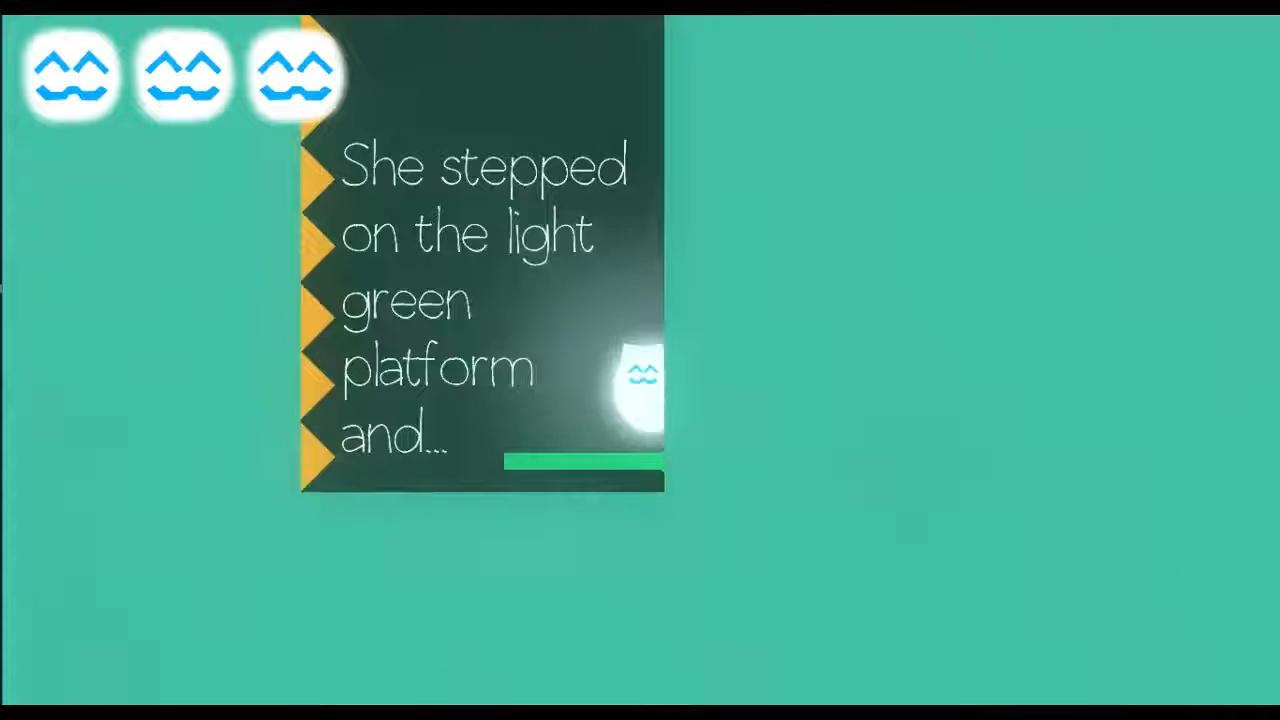 She stepped
on the light
green
platform
and...